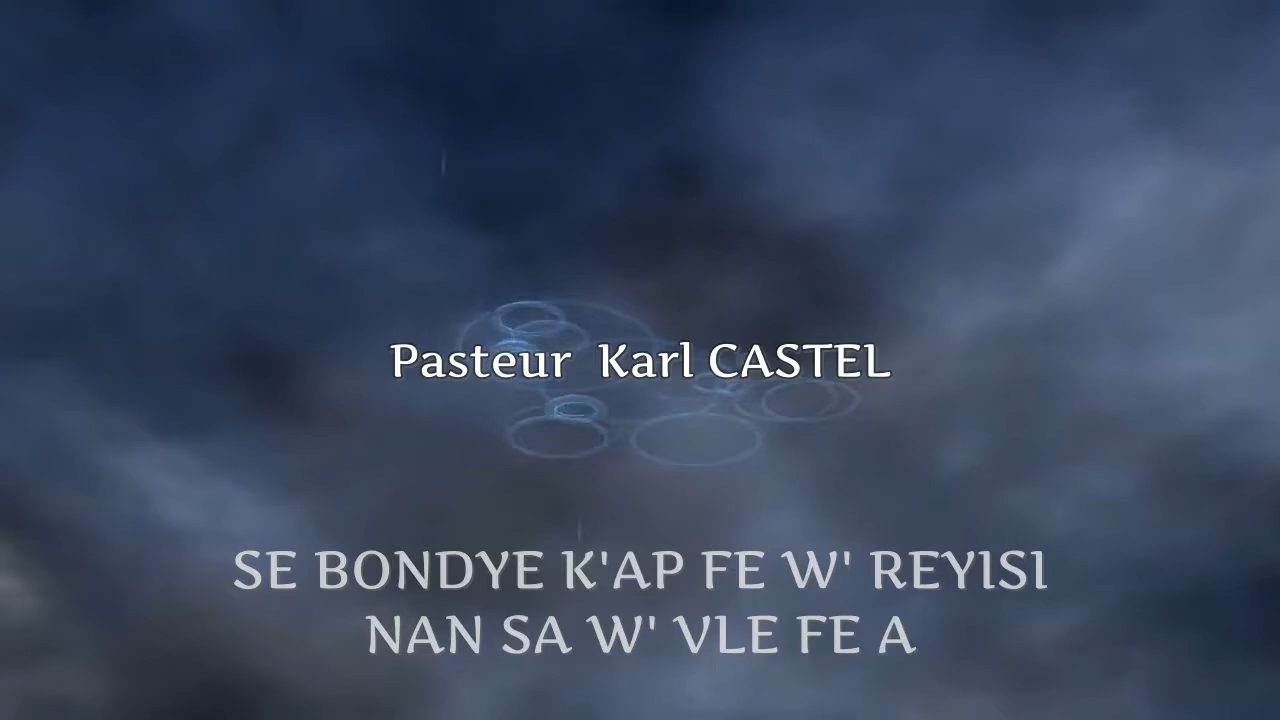 Pasteur Karl CASTEL
SE BONDYE K'AP FE W' REYISI
NAN SA W' VLE FE A